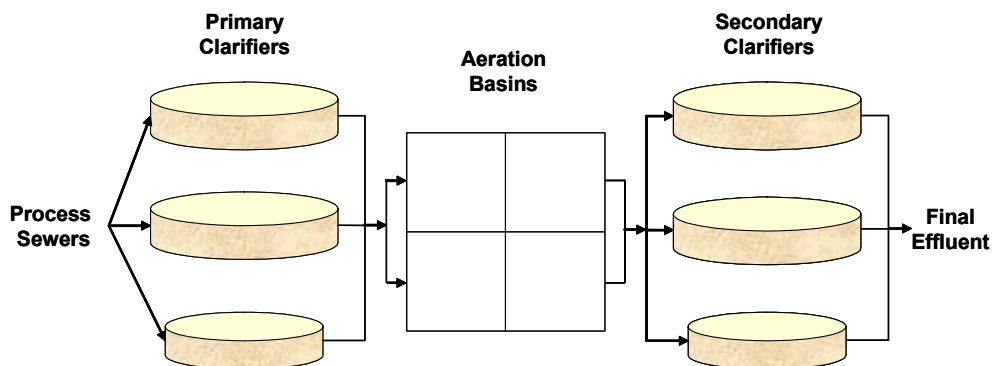 Primary
Clarifiers
Aeration
Basins
Secondary
Clarifiers
Process
Sewers
Final
Effluent